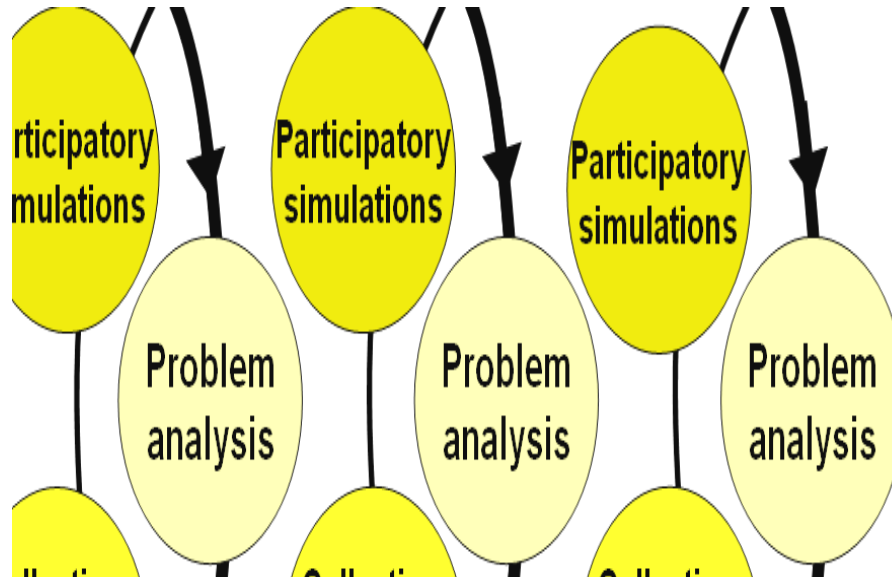 rticipatory
mulations
Participatory
simulations
Participatory
simulations
Problem
analysis
Problem
analysis
Problem
analysis